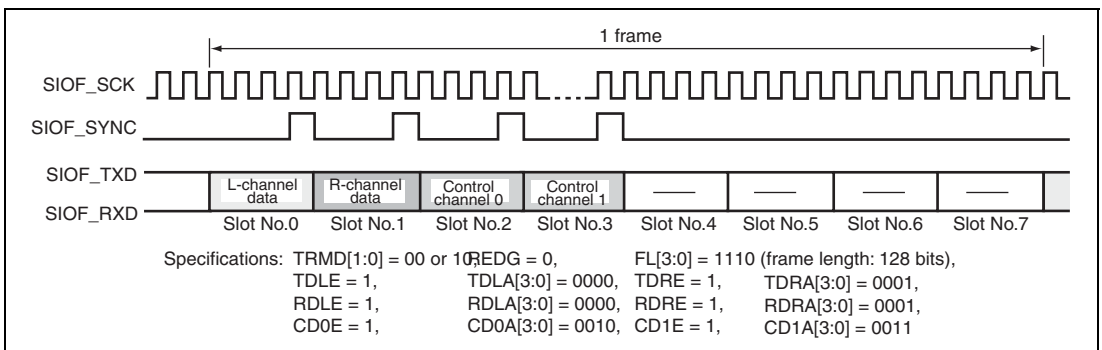 1 frame
SIOF_SCK
SIOF_SYNC
SIOF_TXD
SIOF_RXD
L-channel data
R-channel data
Control channel 0
Control channel 1
Slot No.0 Slot No.1 Slot No.2 Slot No.3 Slot No.4 Slot No.5 Slot No.6 Slot No.7
Specifications: TRMD[1:0] = 00 or 10, REDG = 0, FL[3:0] = 1110 (frame length: 128 bits),
TDLE = 1, TDLA[3:0] = 0000, TDRE = 1, TDRA[3:0] = 0001,
RDLE = 1, RDLA[3:0] = 0000, RDRE = 1, RDRA[3:0] = 0001,
CD0E = 1, CD0A[3:0] = 0010, CD1E = 1, CD1A[3:0] = 0011